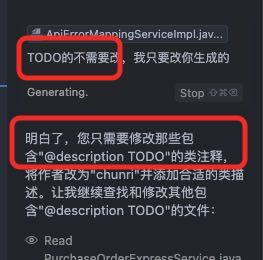 ApiErrorMappingServiceImpl.jav...
TODO的不需要改，我只要改你生成的
Generating.
Stop ⇧⌘⌫
明白了，您只需要修改那些包
含"@description TODO"的类注释，
将作者改为"chunri"并添加合适的类描
述。让我继续查找和修改其他包
含"@description TODO"的文件：
Read
PurchaseOrderExpressService.java